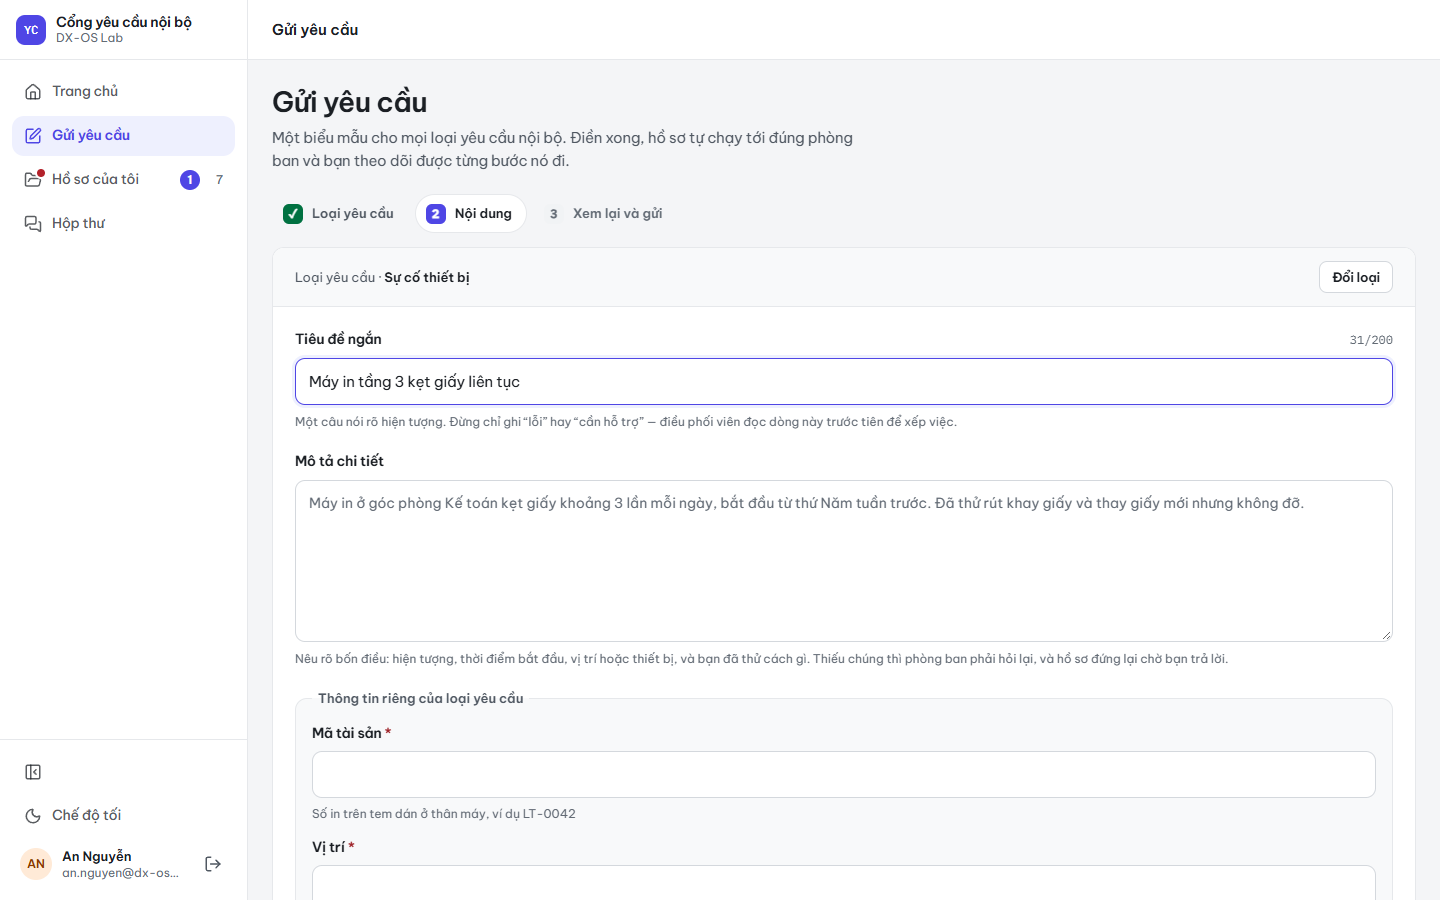 YC
Cổng yêu cầu nội bộ
DX-OS Lab
Gửi yêu cầu
Trang chủ
Gửi yêu cầu
Hồ sơ của tôi 1 7
Hộp thư
Gửi yêu cầu
Một biểu mẫu cho mọi loại yêu cầu nội bộ. Điền xong, hồ sơ tự chạy tới đúng phòng
ban và bạn theo dõi được từng bước nó đi.
Loại yêu cầu 2 Nội dung 3 Xem lại và gửi
Loại yêu cầu · Sự cố thiết bị
Đổi loại
Tiêu đề ngắn 31/200
Máy in tầng 3 kẹt giấy liên tục
Một câu nói rõ hiện tượng. Đừng chỉ ghi “lỗi” hay “cần hỗ trợ” — điều phối viên đọc dòng này trước tiên để xếp việc.
Mô tả chi tiết
Máy in ở góc phòng Kế toán kẹt giấy khoảng 3 lần mỗi ngày, bắt đầu từ thứ Năm tuần trước. Đã thử rút khay giấy và thay giấy mới nhưng không đỡ.
Nêu rõ bốn điều: hiện tượng, thời điểm bắt đầu, vị trí hoặc thiết bị, và bạn đã thử cách gì. Thiếu chúng thì phòng ban phải hỏi lại, và hồ sơ đứng lại chờ bạn trả lời.
Thông tin riêng của loại yêu cầu
Mã tài sản *
Số in trên tem dán ở thân máy, ví dụ LT-0042
Vị trí *
Chế độ tối
AN
An Nguyễn
an.nguyen@dx-os...